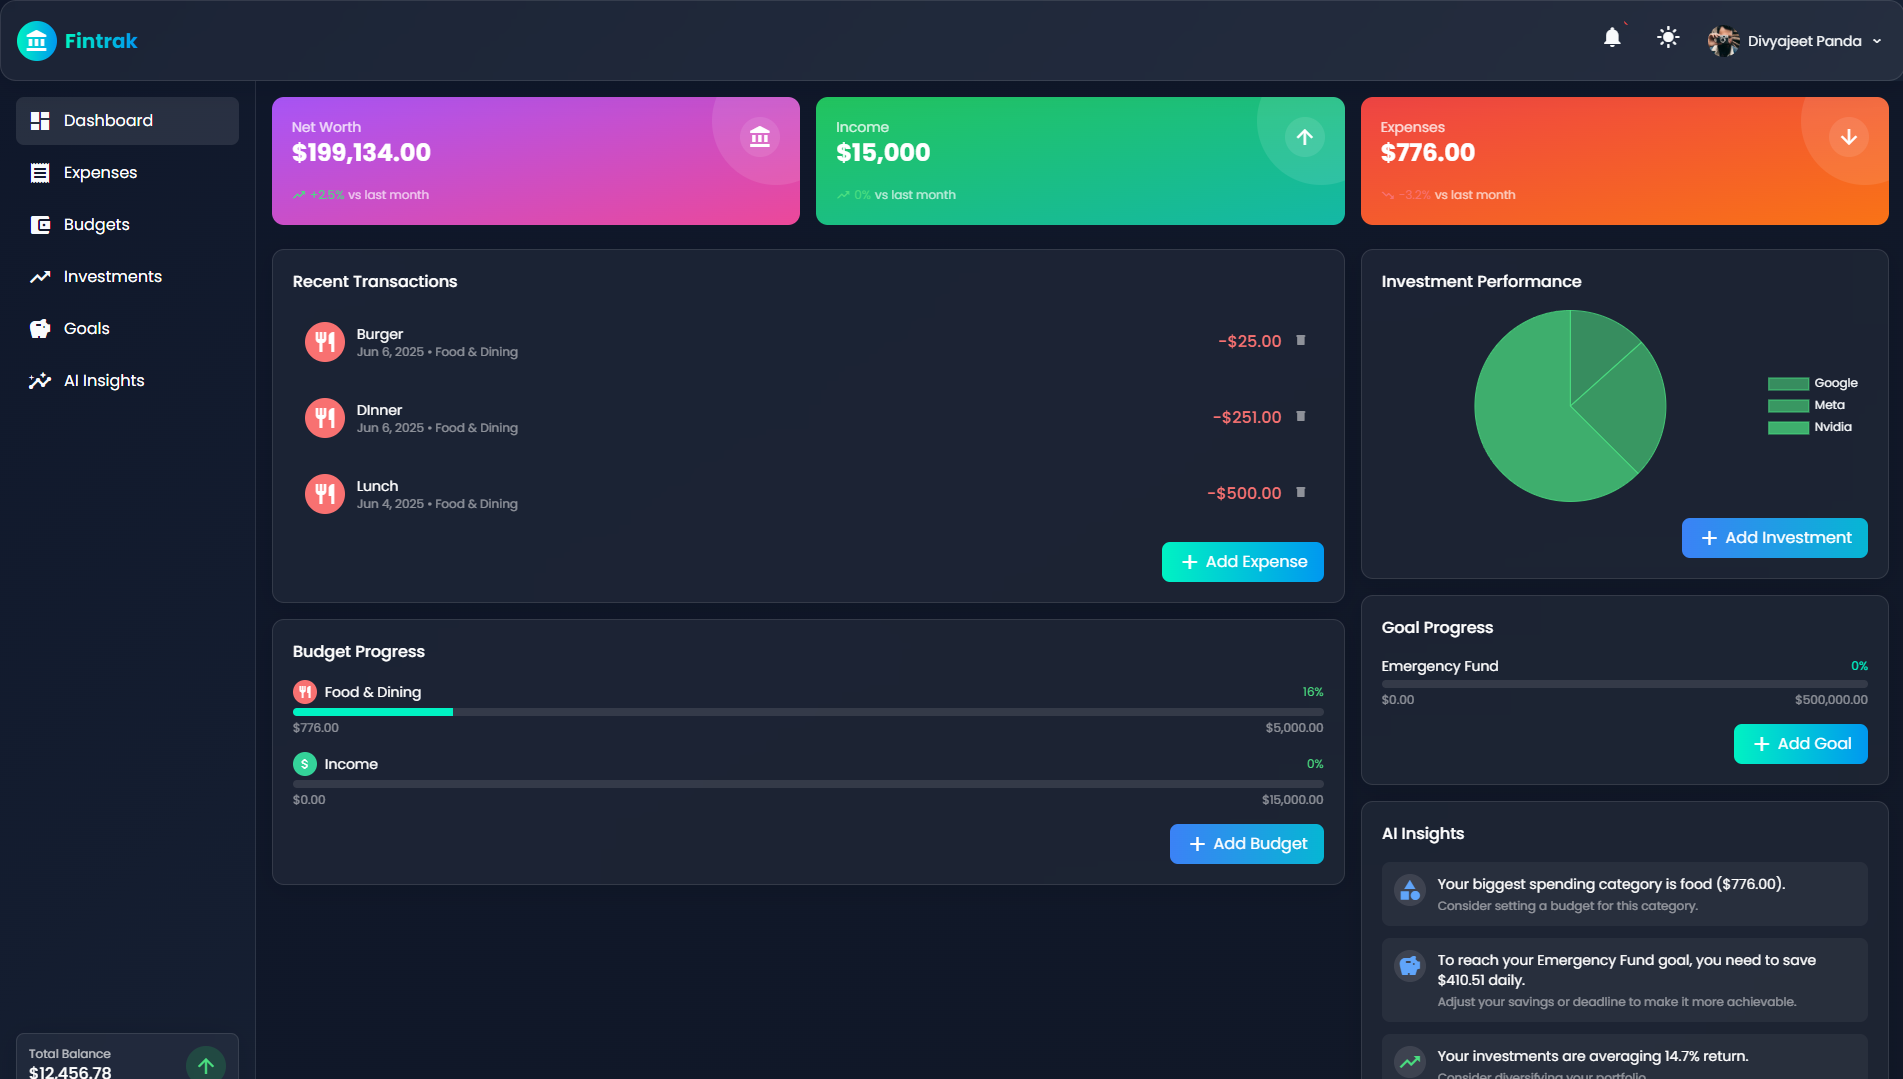 Fintrak
Divyajeet Panda
Dashboard
Expenses
Budgets
Investments
Goals
AI Insights
Total Balance
$12,456.78
Net Worth
$199,134.00
+2.5% vs last month
Income
$15,000
0% vs last month
Expenses
$776.00
-3.2% vs last month
Recent Transactions
Burger
Jun 6, 2025 • Food & Dining
-$25.00
DInner
Jun 6, 2025 • Food & Dining
-$251.00
Lunch
Jun 4, 2025 • Food & Dining
-$500.00
+ Add Expense
Budget Progress
Food & Dining
16%
$776.00
$5,000.00
$ Income
0%
$0.00
$15,000.00
+ Add Budget
Investment Performance
Google
Meta
Nvidia
+ Add Investment
Goal Progress
Emergency Fund
0%
$0.00
$500,000.00
+ Add Goal
AI Insights
Your biggest spending category is food ($776.00).
Consider setting a budget for this category.
To reach your Emergency Fund goal, you need to save
$410.51 daily.
Adjust your savings or deadline to make it more achievable.
Your investments are averaging 14.7% return.
Consider diversifying your portfolio.